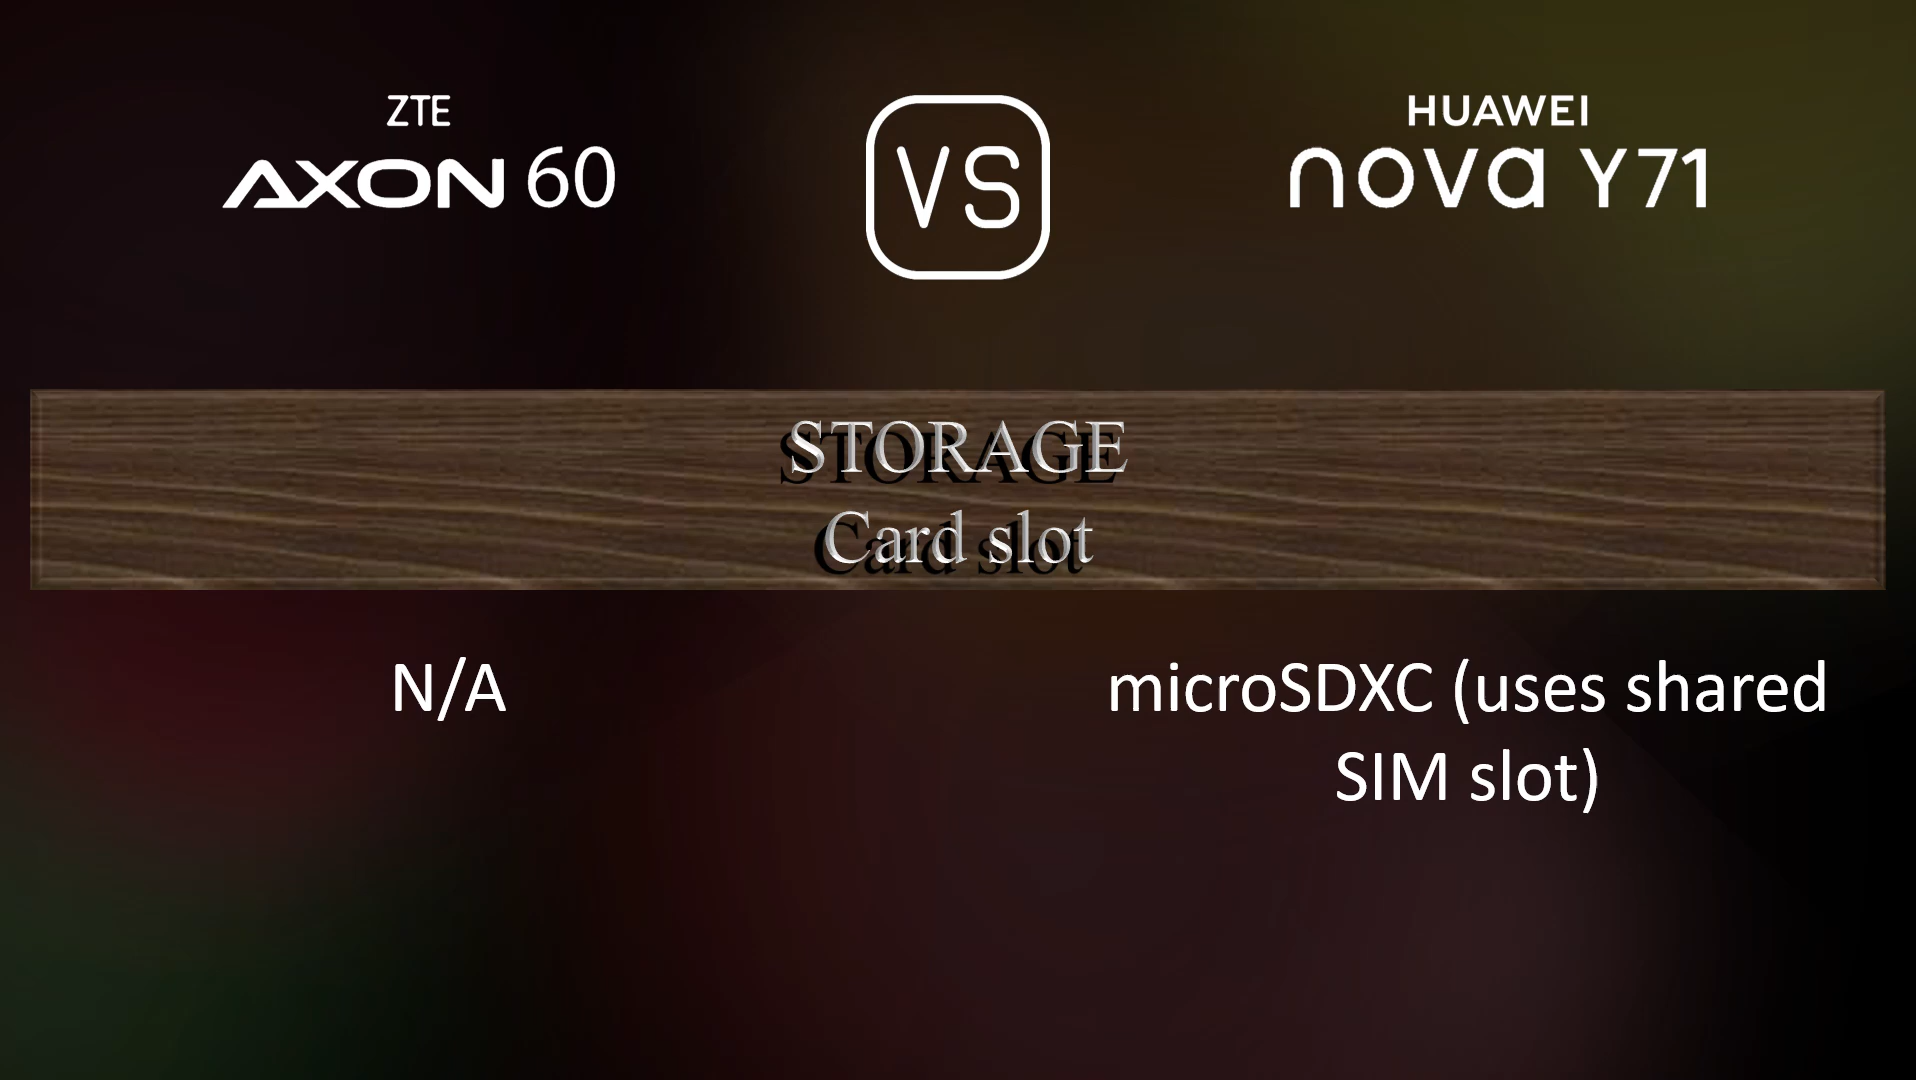 ZTE
AXON 60
VS
HUAWEI
nova Y71
STORAGE
Card slot
N/A
microSDXC (uses shared
SIM slot)